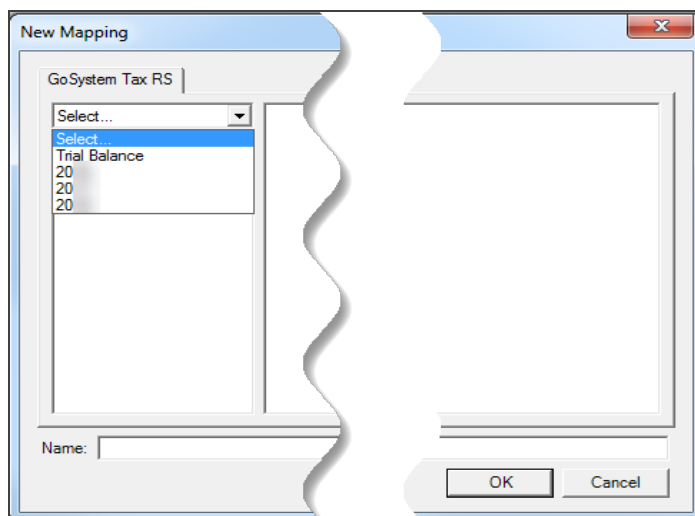 New Mapping
GoSystem Tax RS
Select...
Select...
Trial Balance
20
20
20
Name:
OK
Cancel